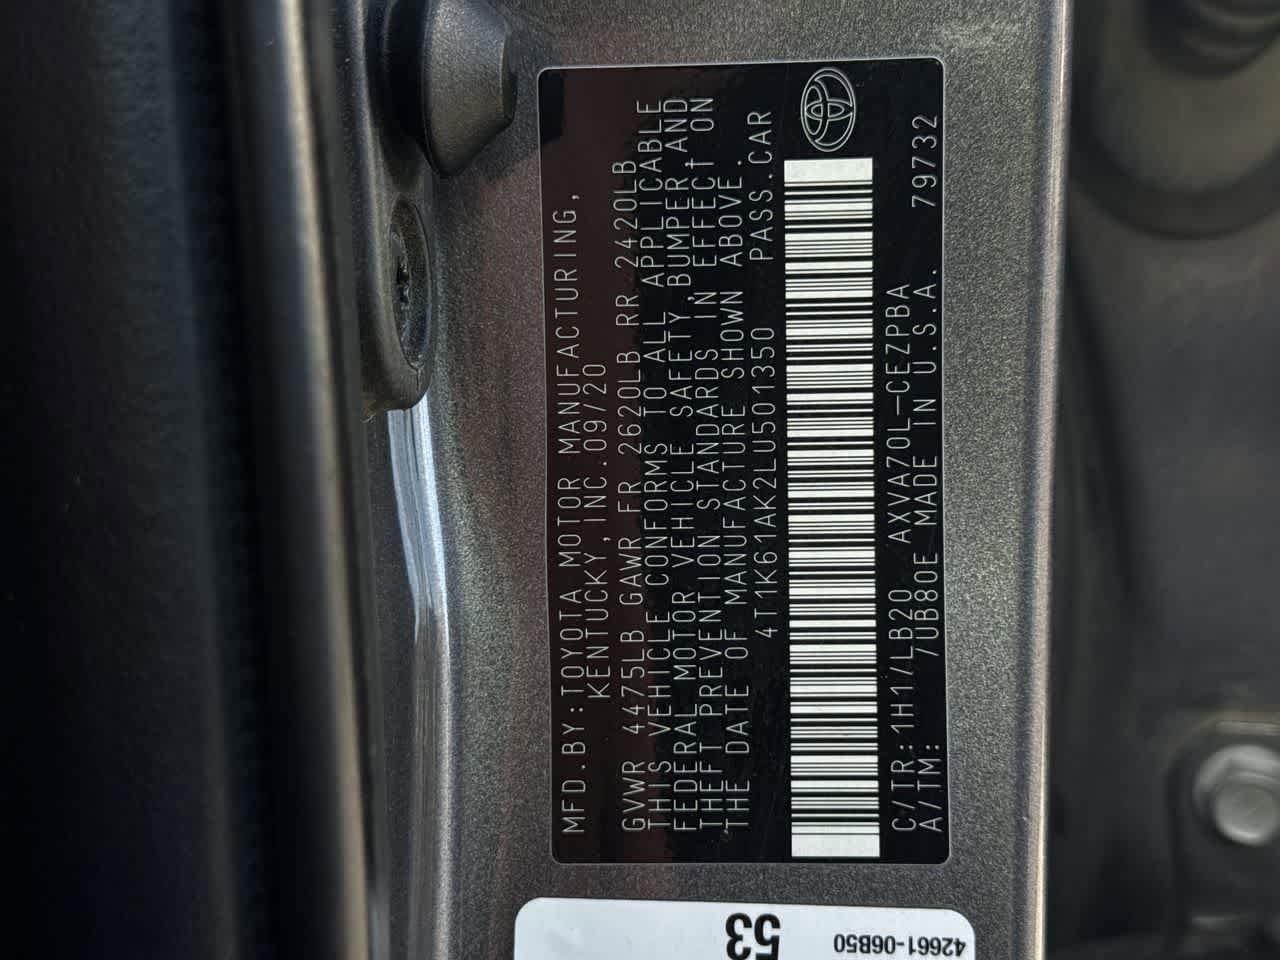 MFD.BY:TOYOTA MOTOR MANUFACTURING,
KENTUCKY,INC.09/20
GVWR 4475LB GAWR FR 2620LB RR 2420LB
THIS VEHICLE CONFORMS TO ALL APPLICABLE
FEDERAL MOTOR VEHICLE SAFETY,BUMPER,AND
THEFT PREVENTION STANDARDS IN EFFECT ON
THE DATE OF MANUFACTURE SHOWN ABOVE.
4T1K61AK2LU501350 PASS.CAR
C/TR:1H17/LB20 AXVA70L-CEZPBA 79732
A/TM: 7UB80E MADE IN U.S.A.
53
42661-06B50